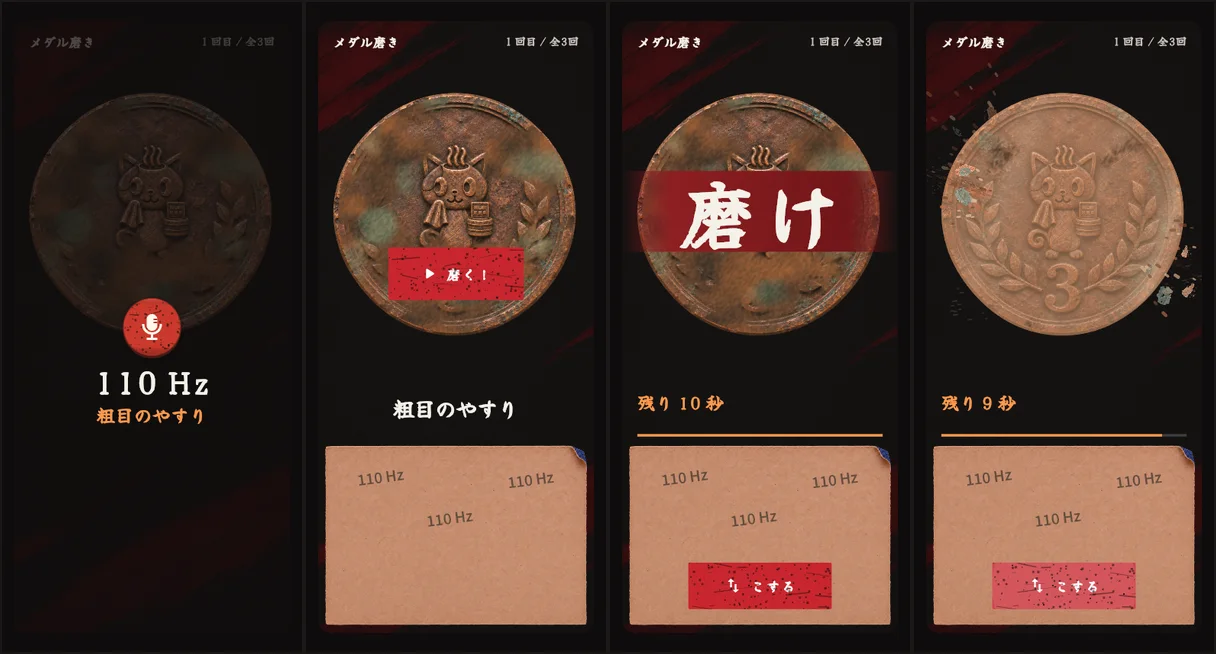 メダル磨き
1回目 / 全3回
110 Hz
粗目のやすり
メダル磨き
1回目 / 全3回
▶ 磨く！
粗目のやすり
110 Hz
110 Hz
110 Hz
メダル磨き
1回目 / 全3回
磨け
残り 10 秒
110 Hz
110 Hz
110 Hz
↑↓ こする
メダル磨き
1回目 / 全3回
3
残り 9 秒
110 Hz
110 Hz
110 Hz
↑↓ こする